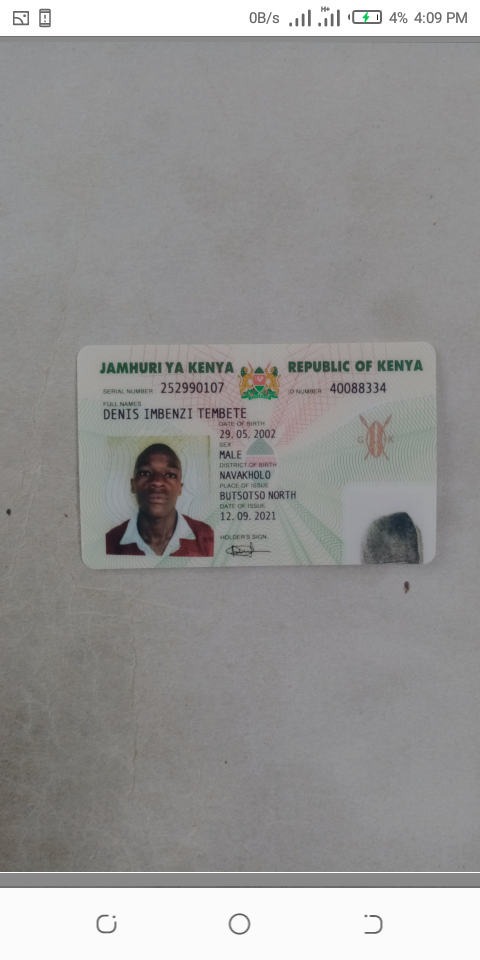 0B/s H+ 4% 4:09 PM
JAMHURI YA KENYA REPUBLIC OF KENYA
SERIAL NUMBER 252990107 ID NUMBER 40088334
FULL NAMES
DENIS IMBENZI TEMBETE
DATE OF BIRTH
29.05.2002
SEX
MALE
DISTRICT OF BIRTH
NAVAKHOLO
PLACE OF ISSUE
BUTSOTSO NORTH
DATE OF ISSUE
12.09.2021
HOLDER'S SIGN.
G K